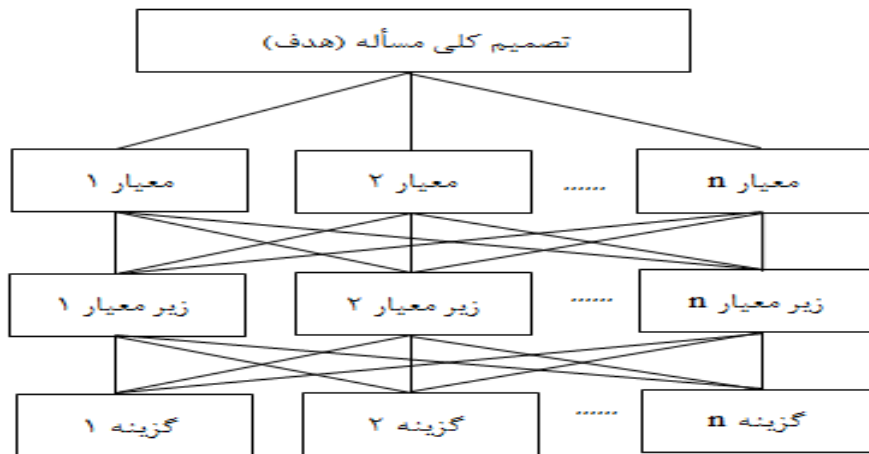 تصمیم کلی مسأله (هدف)
معیار ۱ معیار ۲ ...... معیار n
زیر معیار ۱ زیر معیار ۲ ...... زیر معیار n
گزینه ۱ گزینه ۲ ...... گزینه n